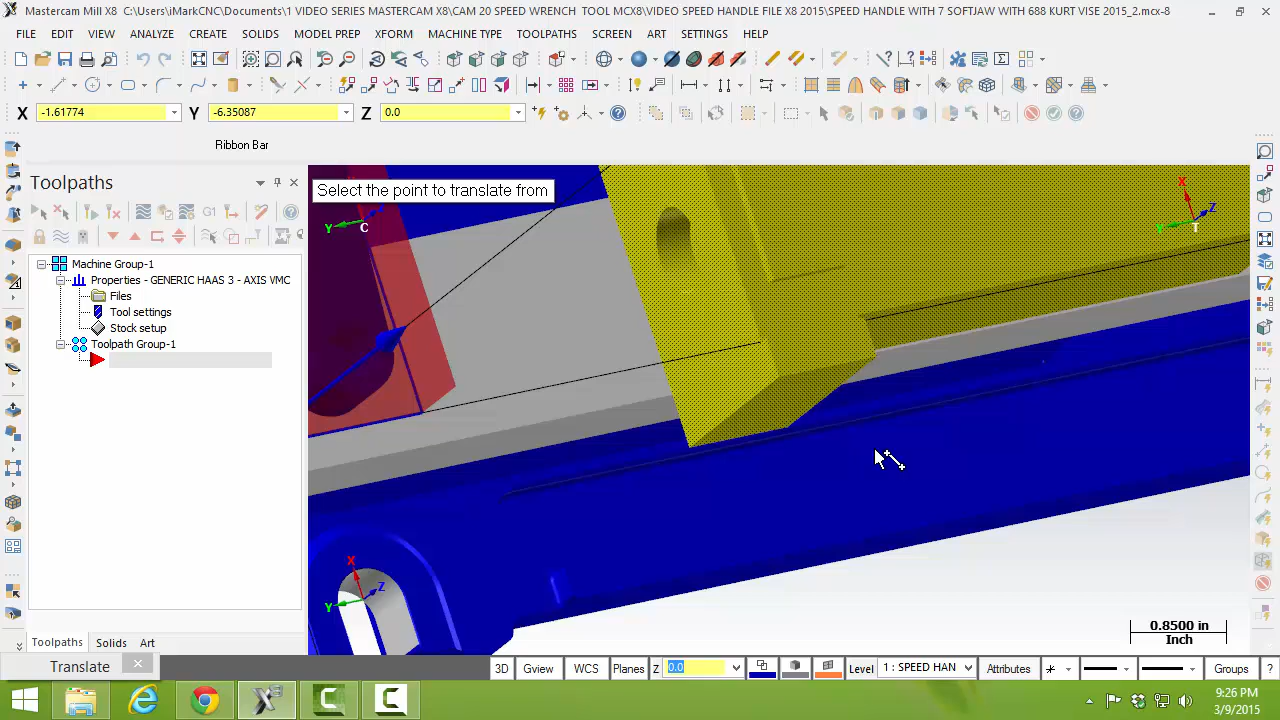 Mastercam Mill X8  C:\Users\iMarkCNC\Documents\1 VIDEO SERIES MASTERCAM X8\CAM 20 SPEED WRENCH  TOOL MCX8\VIDEO SPEED HANDLE FILE X8 2015\SPEED HANDLE WITH 7 SOFTJAW WITH 688 KURT VISE 2015_2.mcx-8
FILE EDIT VIEW ANALYZE CREATE SOLIDS MODEL PREP XFORM MACHINE TYPE TOOLPATHS SCREEN ART SETTINGS HELP
X -1.61774 Y -6.35087 Z 0.0
Ribbon Bar
Toolpaths
Select the point to translate from
X
Y C
Z
Y T
G1
Machine Group-1
Properties - GENERIC HAAS 3 - AXIS VMC
Files
Tool settings
Stock setup
Toolpath Group-1
X
Z
Y
0.8500 in
Inch
Toolpaths Solids Art
Translate
3D Gview WCS Planes Z 0.0 Level 1 : SPEED HAN Attributes Groups ?
9:26 PM
3/9/2015